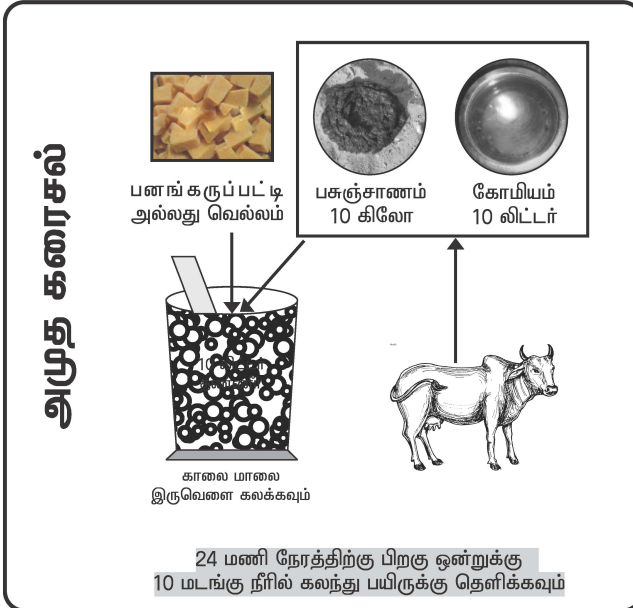 அமுத கரைசல்
பனங்கருப்பட்டி
அல்லது வெல்லம்
பசுஞ்சாணம்
10 கிலோ
கோமியம்
10 லிட்டர்
காலை மாலை
இருவெளை கலக்கவும்
24 மணி நேரத்திற்கு பிறகு ஒன்றுக்கு
10 மடங்கு நீரில் கலந்து பயிருக்கு தெளிக்கவும்